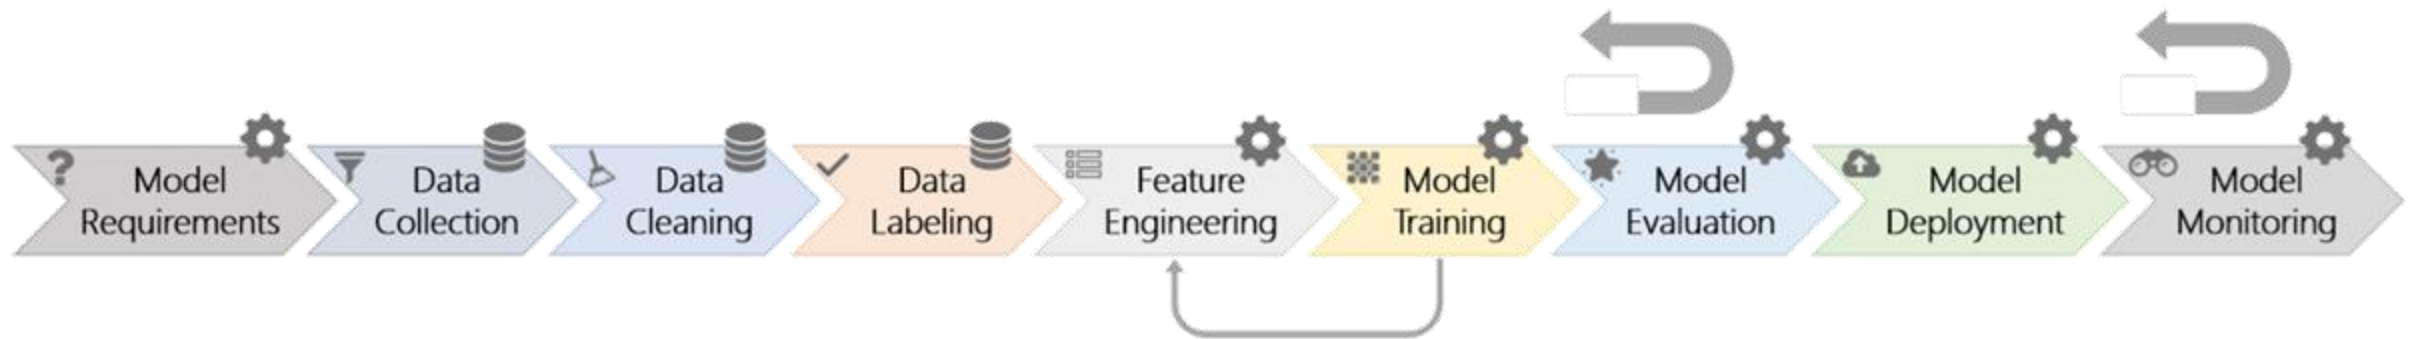 Model
Requirements
Data
Collection
Data
Cleaning
Data
Labeling
Feature
Engineering
Model
Training
Model
Evaluation
Model
Deployment
Model
Monitoring